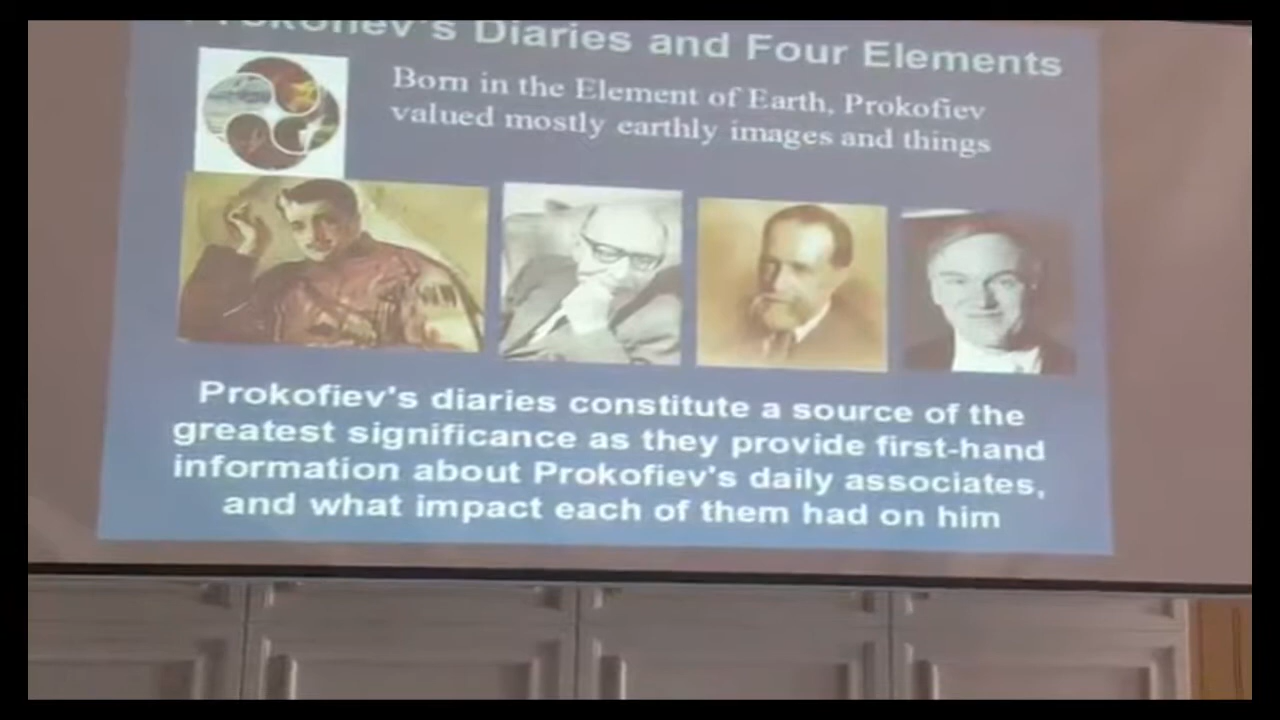 Prokofiev's Diaries and Four Elements
Born in the Element of Earth, Prokofiev
valued mostly earthly images and things
Prokofiev's diaries constitute a source of the
greatest significance as they provide first-hand
information about Prokofiev's daily associates,
and what impact each of them had on him